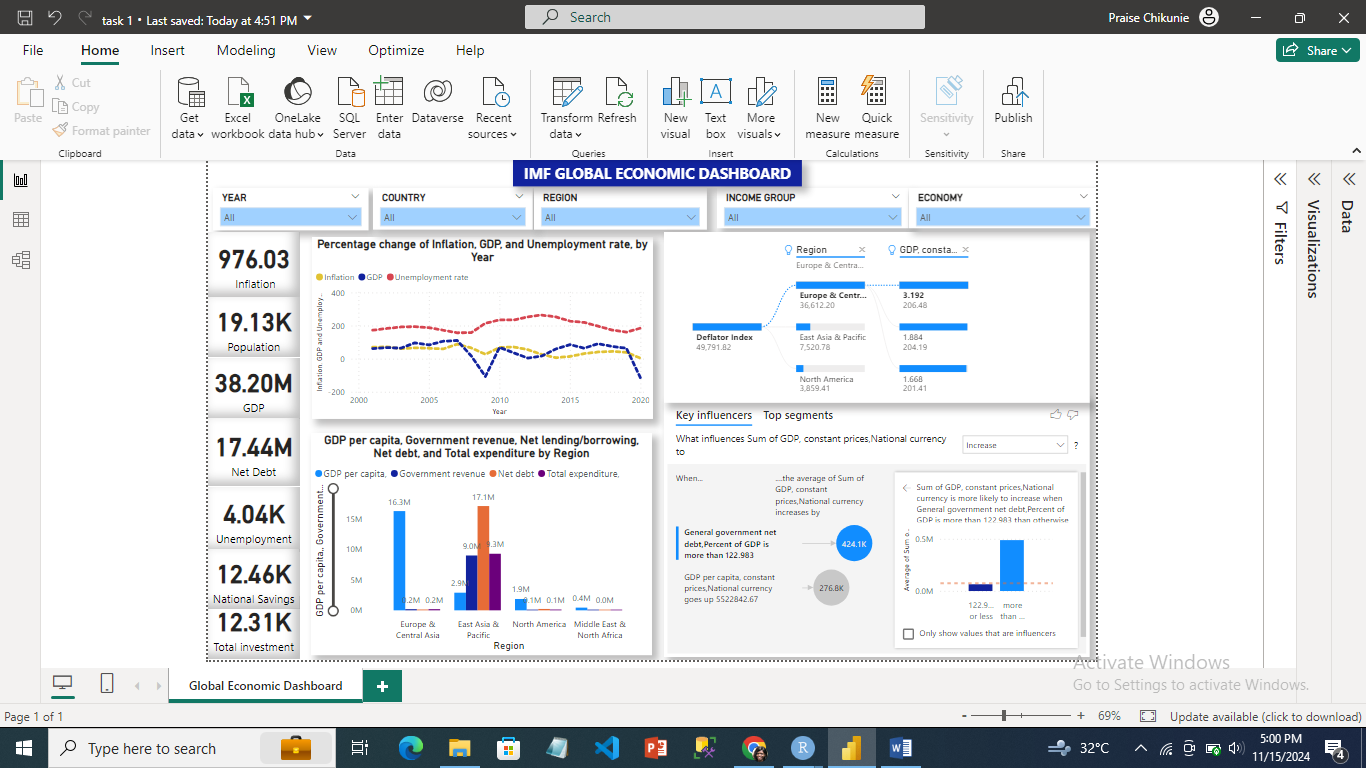 task 1 • Last saved: Today at 4:51 PM
Search
Praise Chikunie
File
Home
Insert
Modeling
View
Optimize
Help
Share
Paste
Cut
Copy
Format painter
Get data
Excel workbook
OneLake data hub
SQL Server
Enter data
Dataverse
Recent sources
Transform data
Refresh
New visual
Text box
More visuals
New measure
Quick measure
Sensitivity
Publish
Clipboard
Data
Queries
Insert
Calculations
Sensitivity
Share
IMF GLOBAL ECONOMIC DASHBOARD
YEAR
All
COUNTRY
All
REGION
All
INCOME GROUP
All
ECONOMY
All
976.03
Inflation
19.13K
Population
38.20M
GDP
17.44M
Net Debt
4.04K
Unemployment
12.46K
National Savings
12.31K
Total investment
Percentage change of Inflation, GDP, and Unemployment rate, by
Year
Inflation
GDP
Unemployment rate
Inflation, GDP and Unemploy...
400
200
0
-200
2000
2005
2010
2015
2020
Year
GDP per capita, Government revenue, Net lending/borrowing,
Net debt, and Total expenditure by Region
GDP per capita,
Government revenue
Net debt
Total expenditure,
GDP per capita,, Government...
15M
10M
5M
0M
16.3M
0.2M
0.2M
2.9M
9.0M
17.1M
9.3M
1.9M
0.1M
0.1M
0.4M
0.0M
Europe &
Central Asia
East Asia &
Pacific
North America
Middle East &
North Africa
Region
Region
Europe & Centra...
GDP, consta...
Deflator Index
49,791.82
Europe & Centr...
36,612.20
East Asia & Pacific
7,520.78
North America
3,859.41
3.192
206.48
1.884
204.19
1.668
201.41
Key influencers
Top segments
What influences Sum of GDP, constant prices,National currency
to
Increase
?
When...
...the average of Sum of
GDP, constant
prices,National currency
increases by
General government net
debt,Percent of GDP is
more than 122.983
424.1K
GDP per capita, constant
prices,National currency
goes up 5522842.67
276.8K
Sum of GDP, constant prices,National
currency is more likely to increase when
General government net debt,Percent of
GDP is more than 122.983 than otherwise
Average of Sum o...
0.5M
0.0M
122.9...
or less
more
than ...
Only show values that are influencers
Filters
Visualizations
Data
Activate Windows
Go to Settings to activate Windows.
Global Economic Dashboard
Page 1 of 1
- + 69%
Update available (click to download)
Type here to search
32°C
5:00 PM
11/15/2024
4